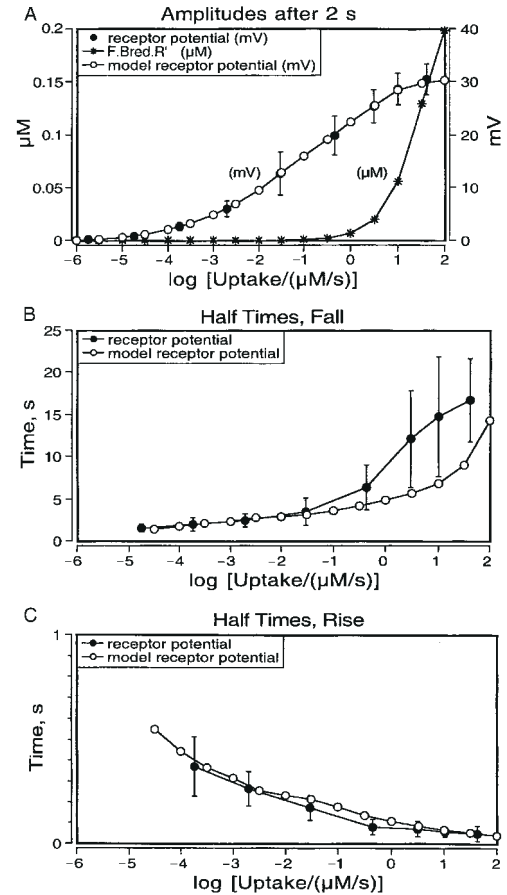 A
Amplitudes after 2 s
0.2
0.15
0.1
0.05
0
μM
40
30
20
10
0
mV
receptor potential (mV)
F.Bred.R' (μM)
model receptor potential (mV)
(mV)
(μM)
−6 −5 −4 −3 −2 −1 0 1 2
log [Uptake/(μM/s)]
B
Half Times, Fall
25
20
15
10
5
0
Time, s
receptor potential
model receptor potential
−6 −5 −4 −3 −2 −1 0 1 2
log [Uptake/(μM/s)]
C
Half Times, Rise
1
0
Time, s
receptor potential
model receptor potential
−6 −5 −4 −3 −2 −1 0 1 2
log [Uptake/(μM/s)]